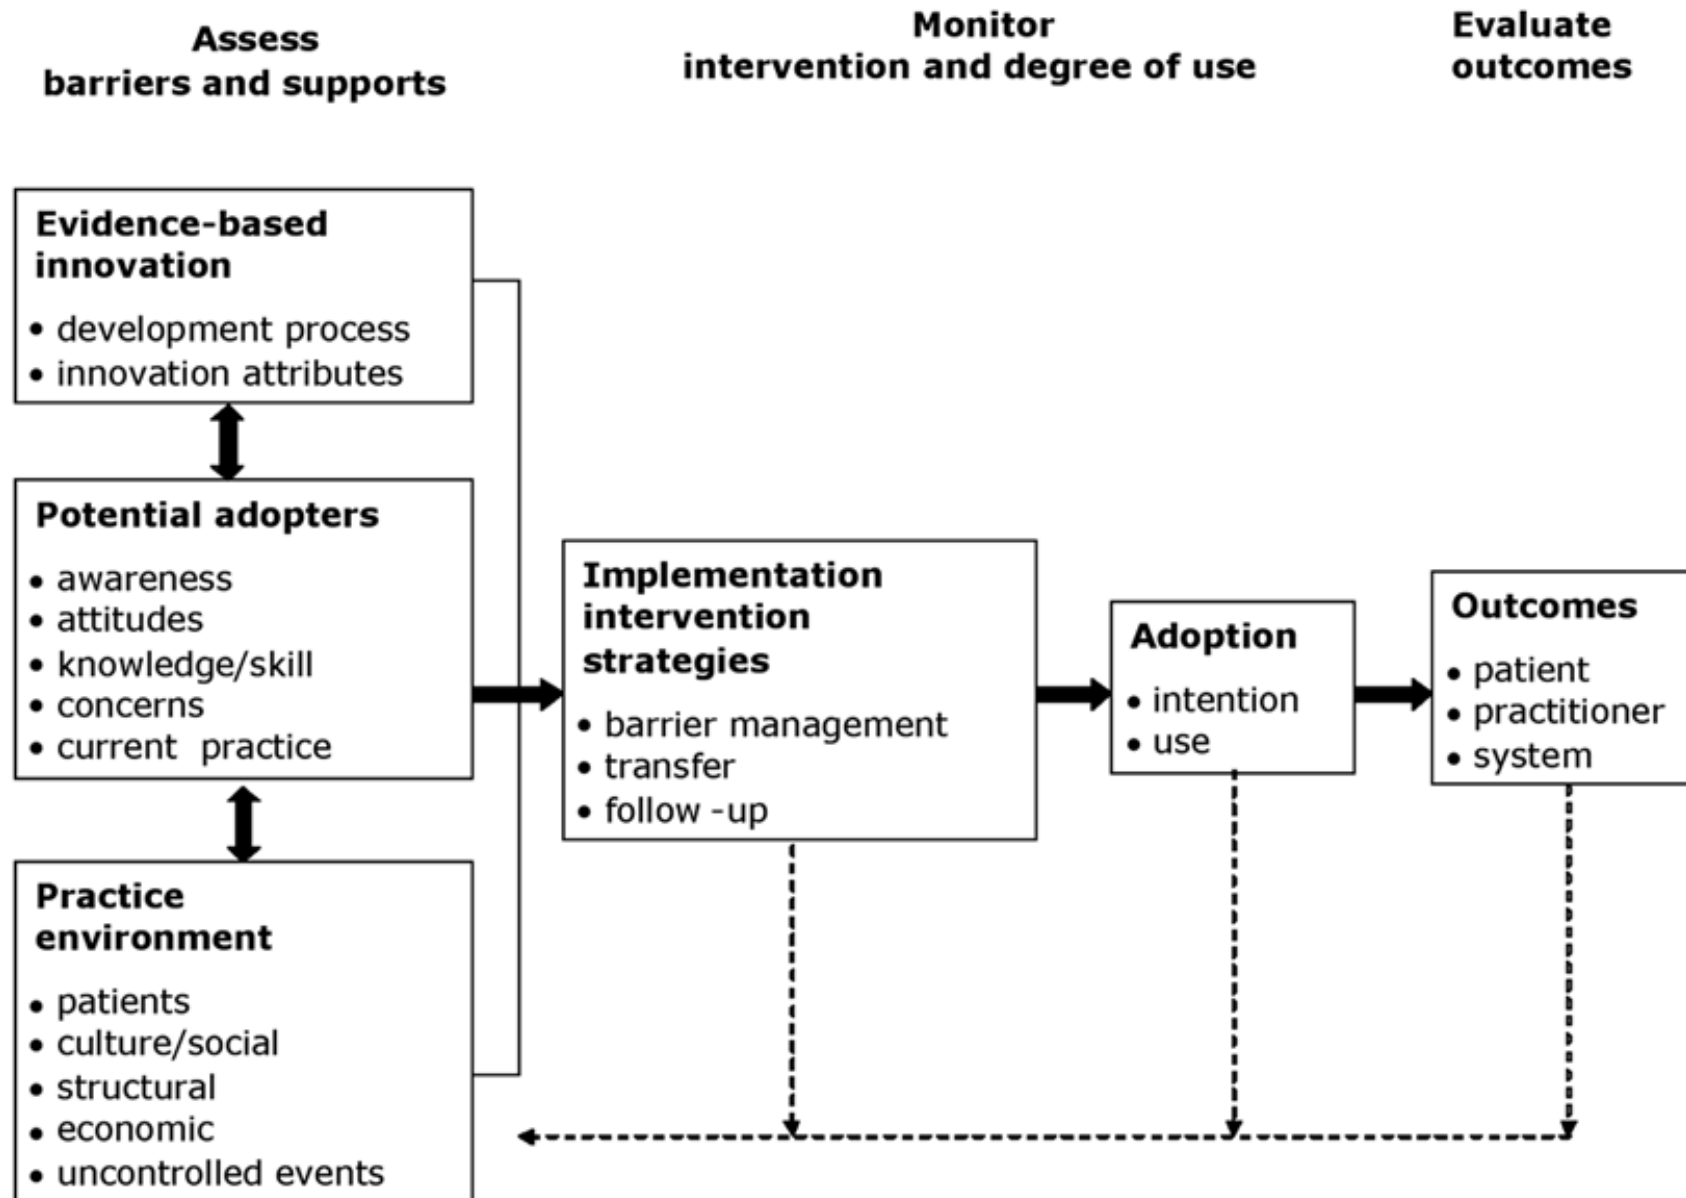 Assess
barriers and supports
Monitor
intervention and degree of use
Evaluate
outcomes
Evidence-based
innovation
• development process
• innovation attributes
Potential adopters
• awareness
• attitudes
• knowledge/skill
• concerns
• current practice
Practice
environment
• patients
• culture/social
• structural
• economic
• uncontrolled events
Implementation
intervention
strategies
• barrier management
• transfer
• follow -up
Adoption
• intention
• use
Outcomes
• patient
• practitioner
• system